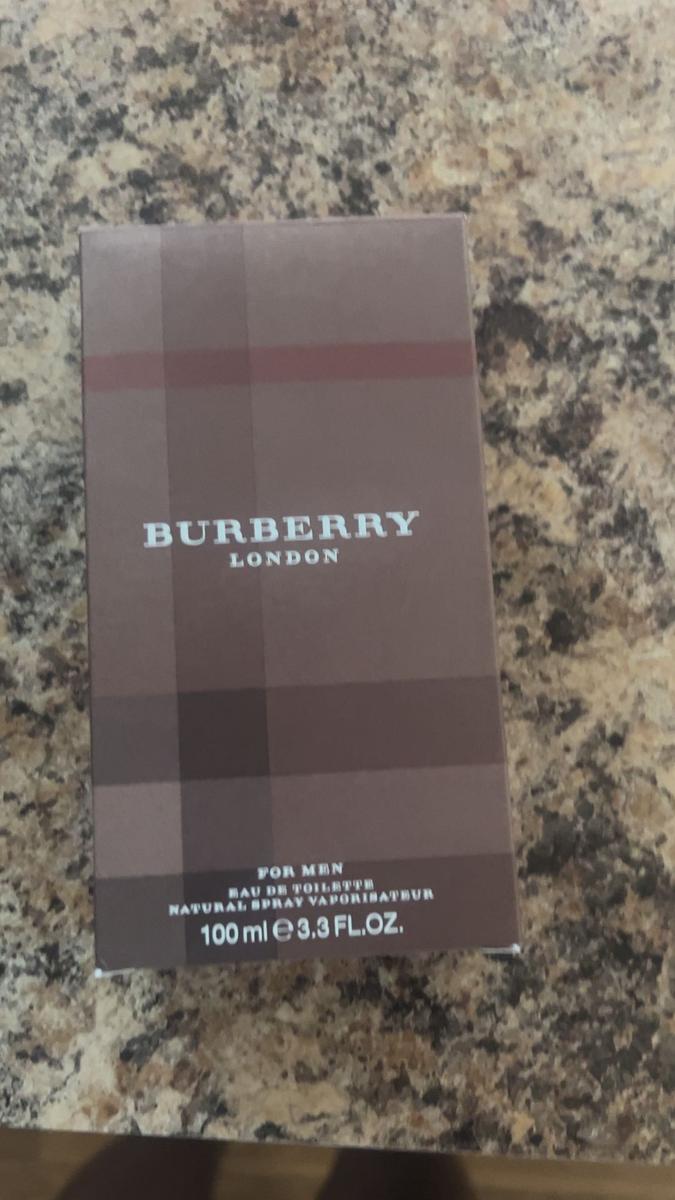 BURBERRY
LONDON
FOR MEN
EAU DE TOILETTE
NATURAL SPRAY VAPORISATEUR
100 ml ℮ 3.3 FL.OZ.